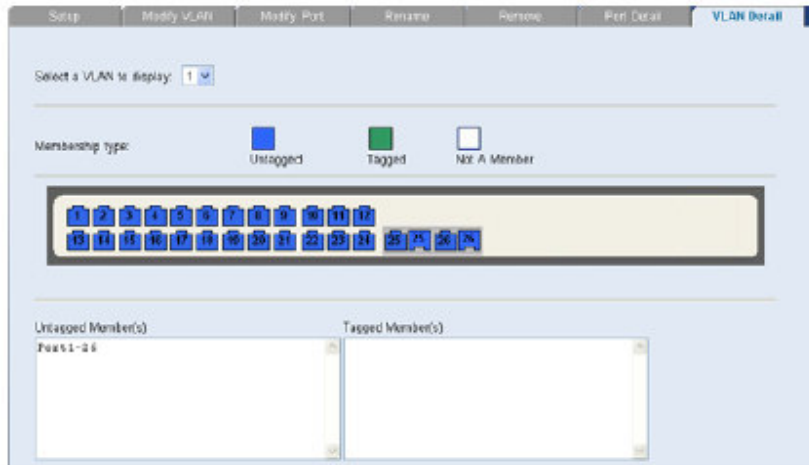 Setup Modify VLAN Modify Port Rename Remove Port Detail VLAN Detail
Select a VLAN to display: 1
Membership type:
Untagged Tagged Not A Member
1 2 3 4 5 6 7 8 9 10 11 12
13 14 15 16 17 18 19 20 21 22 23 24 25 25 26 26
Untagged Member(s) Tagged Member(s)
Port1-26